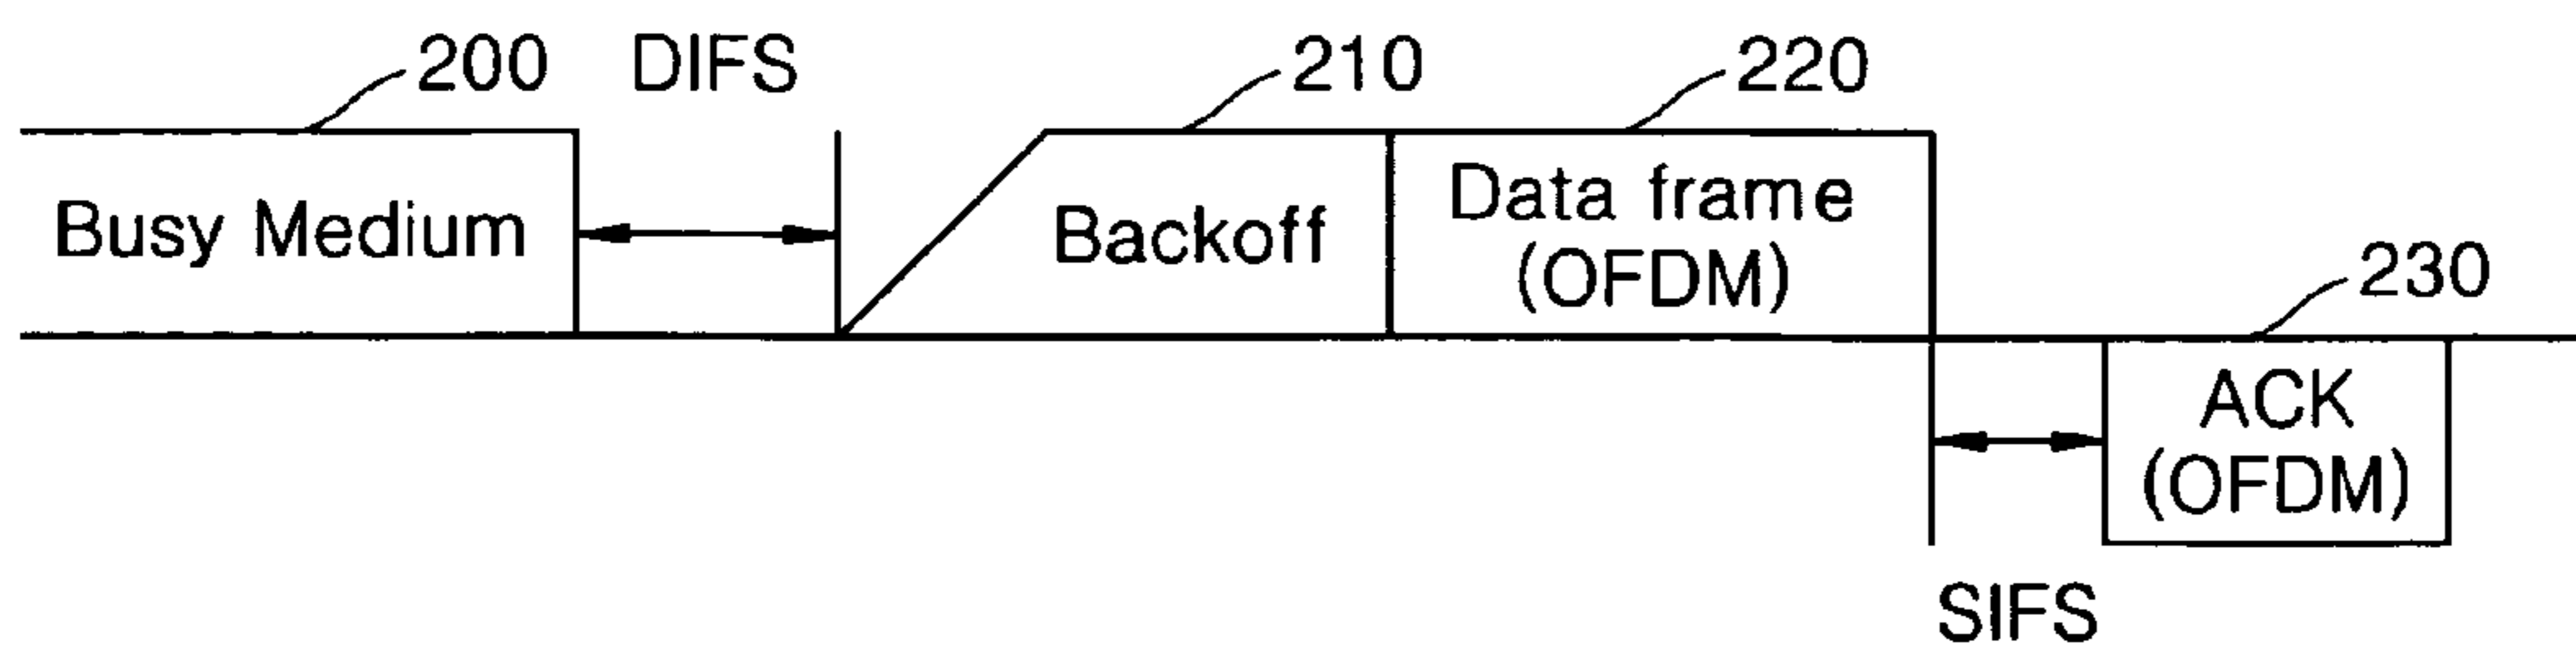 200 DIFS 210 220
Busy Medium
Backoff
Data frame
(OFDM)
230
ACK
(OFDM)
SIFS